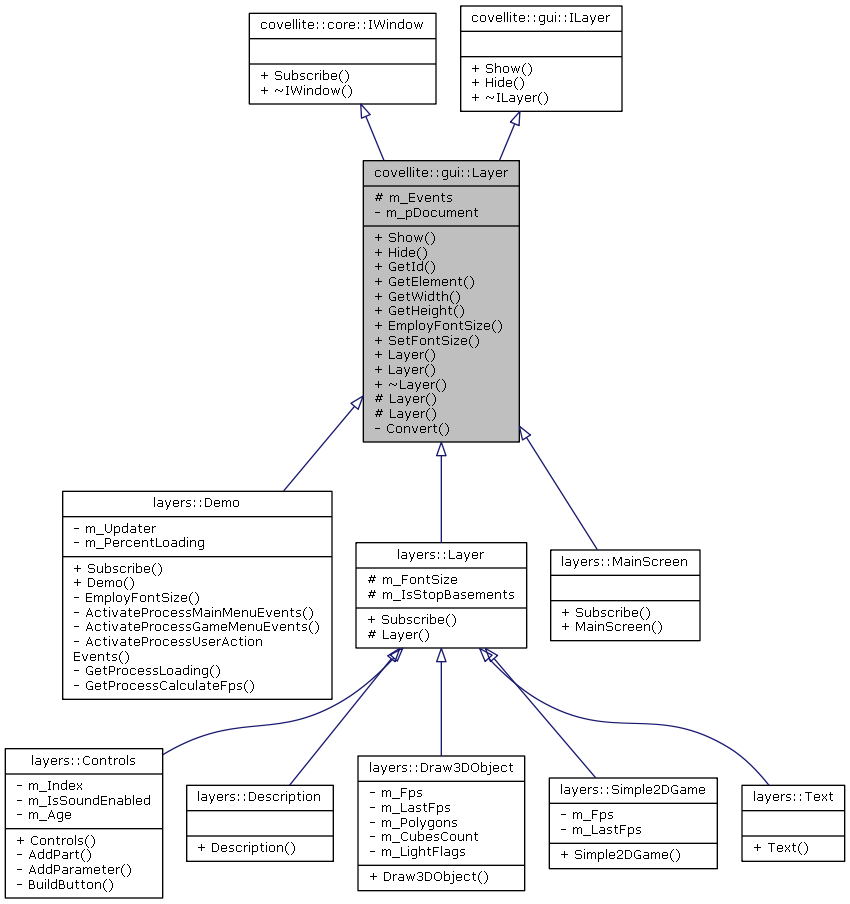 covellite::core::IWindow
+ Subscribe()
+ ~IWindow()
covellite::gui::ILayer
+ Show()
+ Hide()
+ ~ILayer()
covellite::gui::Layer
# m_Events
- m_pDocument
+ Show()
+ Hide()
+ GetId()
+ GetElement()
+ GetWidth()
+ GetHeight()
+ EmployFontSize()
+ SetFontSize()
+ Layer()
+ Layer()
+ ~Layer()
# Layer()
# Layer()
- Convert()
layers::Demo
- m_Updater
- m_PercentLoading
+ Subscribe()
+ Demo()
- EmployFontSize()
- ActivateProcessMainMenuEvents()
- ActivateProcessGameMenuEvents()
- ActivateProcessUserAction
Events()
- GetProcessLoading()
- GetProcessCalculateFps()
layers::Layer
# m_FontSize
# m_IsStopBasements
+ Subscribe()
# Layer()
layers::MainScreen
+ Subscribe()
+ MainScreen()
layers::Controls
- m_Index
- m_IsSoundEnabled
- m_Age
+ Controls()
- AddPart()
- AddParameter()
- BuildButton()
layers::Description
+ Description()
layers::Draw3DObject
- m_Fps
- m_LastFps
- m_Polygons
- m_CubesCount
- m_LightFlags
+ Draw3DObject()
layers::Simple2DGame
- m_Fps
- m_LastFps
+ Simple2DGame()
layers::Text
+ Text()